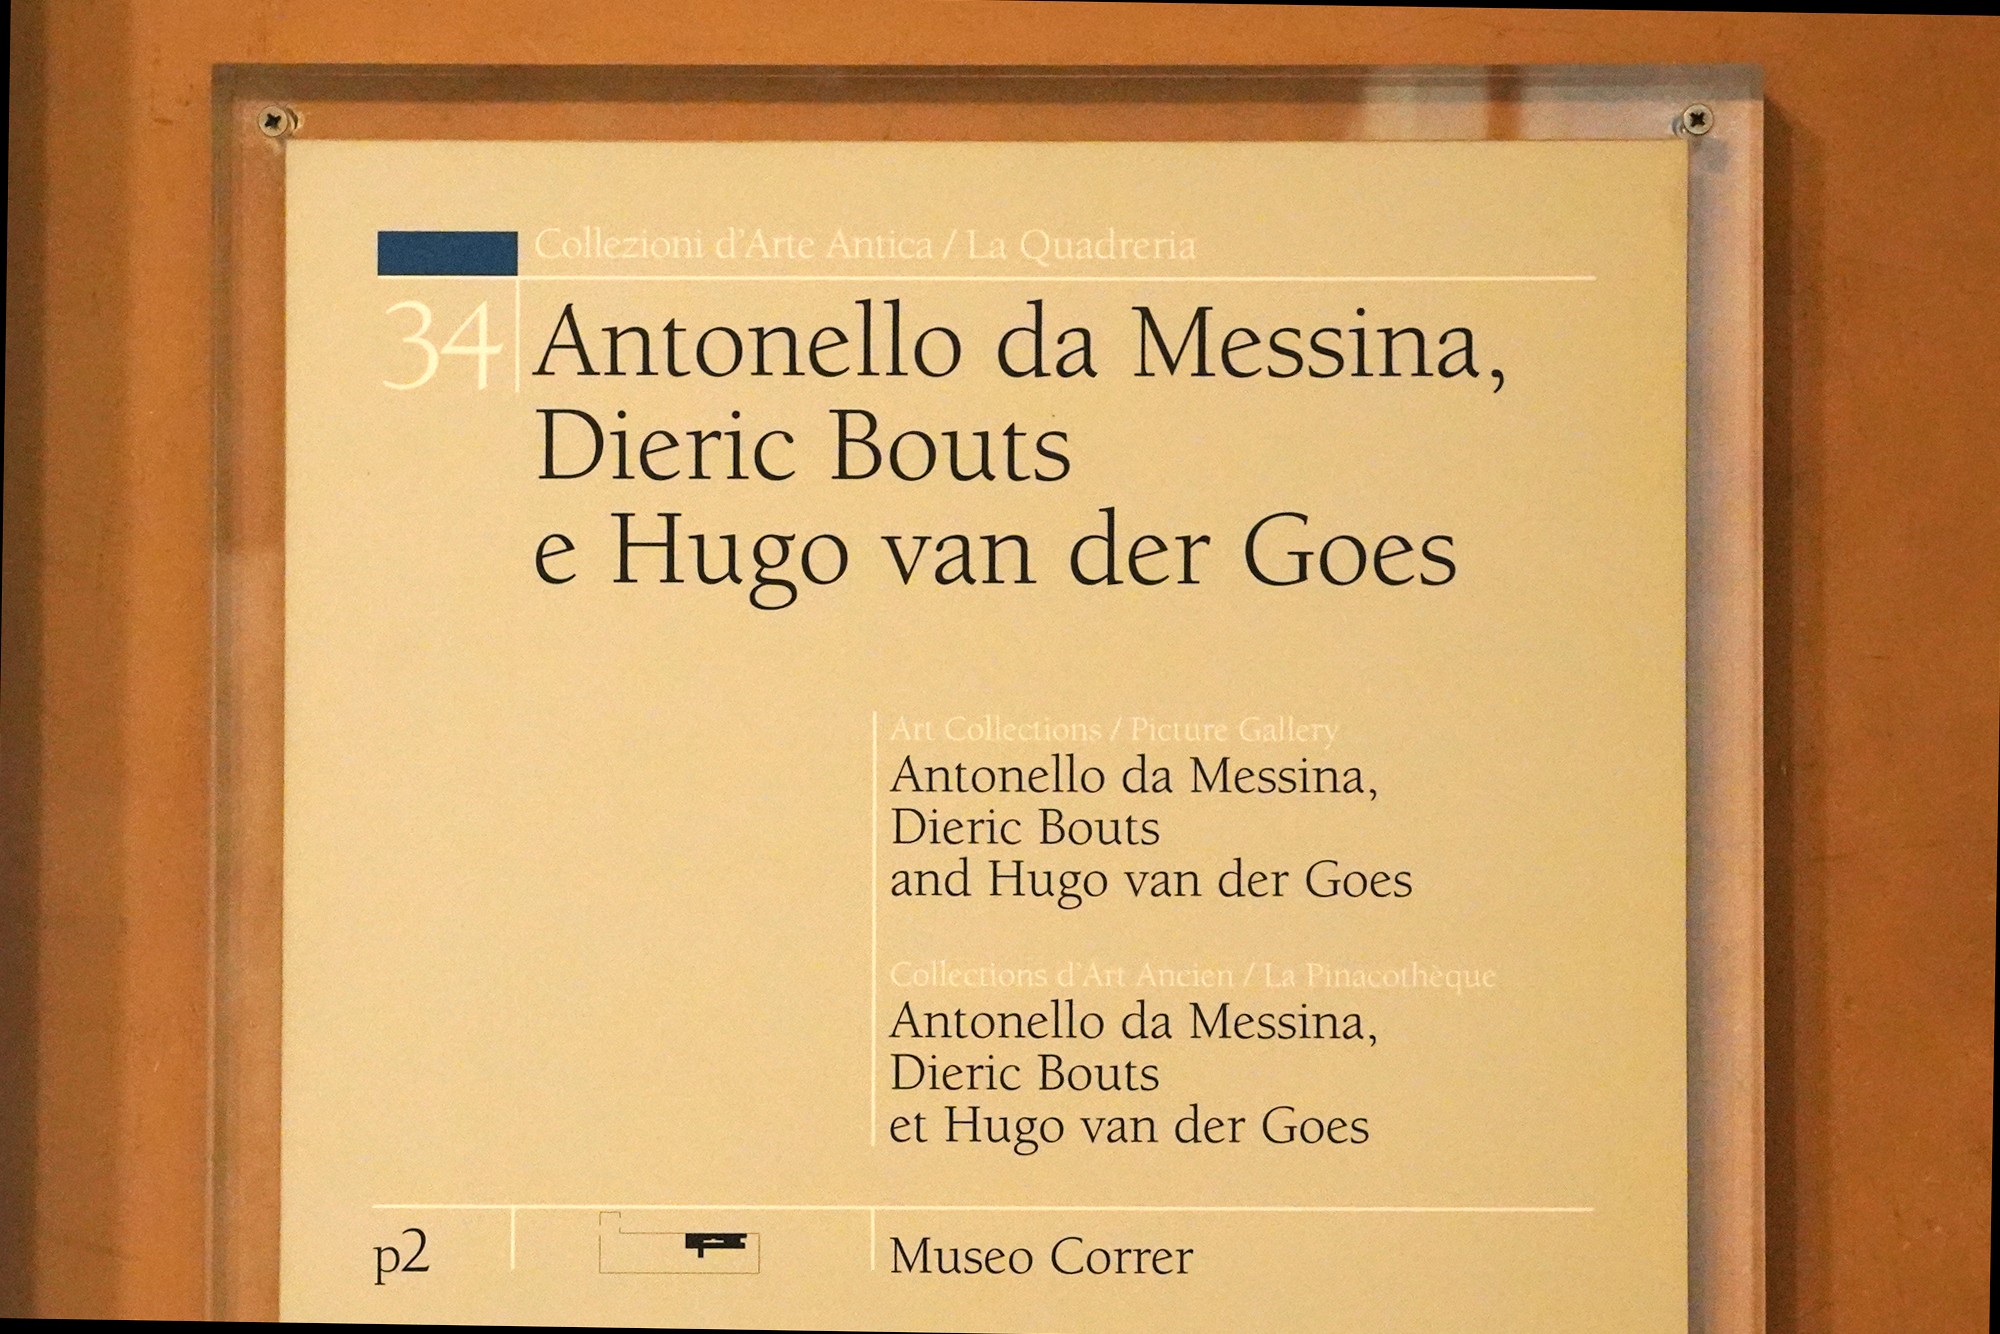 Collezioni d'Arte Antica / La Quadreria
34
Antonello da Messina,
Dieric Bouts
e Hugo van der Goes
Art Collections / Picture Gallery
Antonello da Messina,
Dieric Bouts
and Hugo van der Goes
Collections d'Art Ancien / La Pinacothèque
Antonello da Messina,
Dieric Bouts
et Hugo van der Goes
p2
Museo Correr